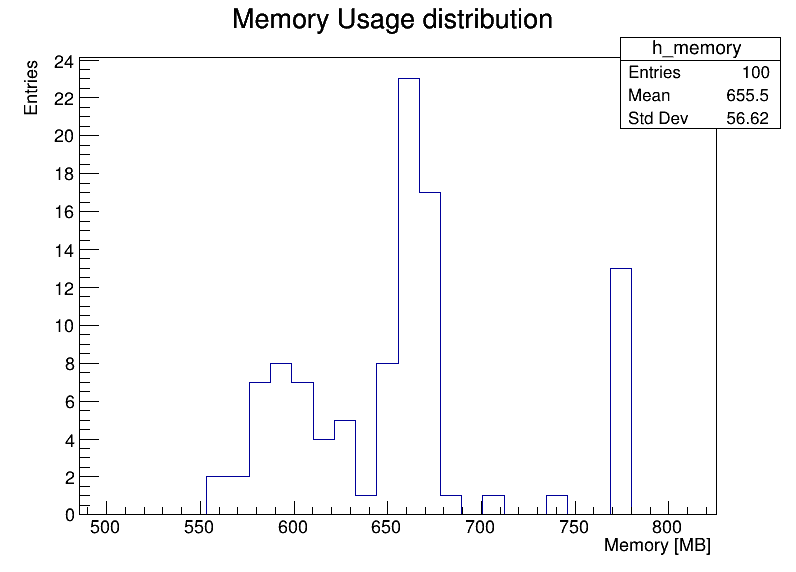 Memory Usage distribution
h_memory
Entries 100
Mean 655.5
Std Dev 56.62
Entries
24
22
20
18
16
14
12
10
8
6
4
2
0
500 550 600 650 700 750 800
Memory [MB]